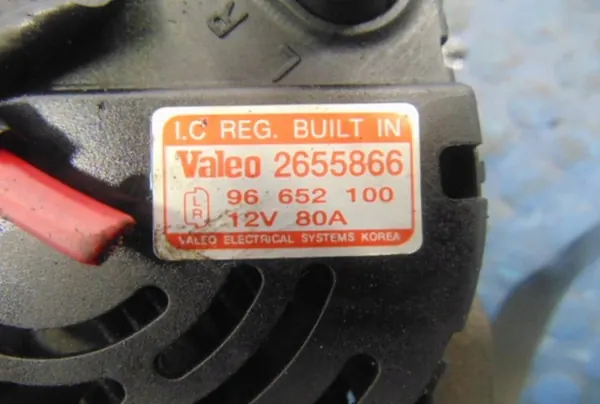 L
R
I.C REG. BUILT IN
Valeo 2655866
L
R
96 652 100
12V 80A
VALEO ELECTRICAL SYSTEMS KOREA